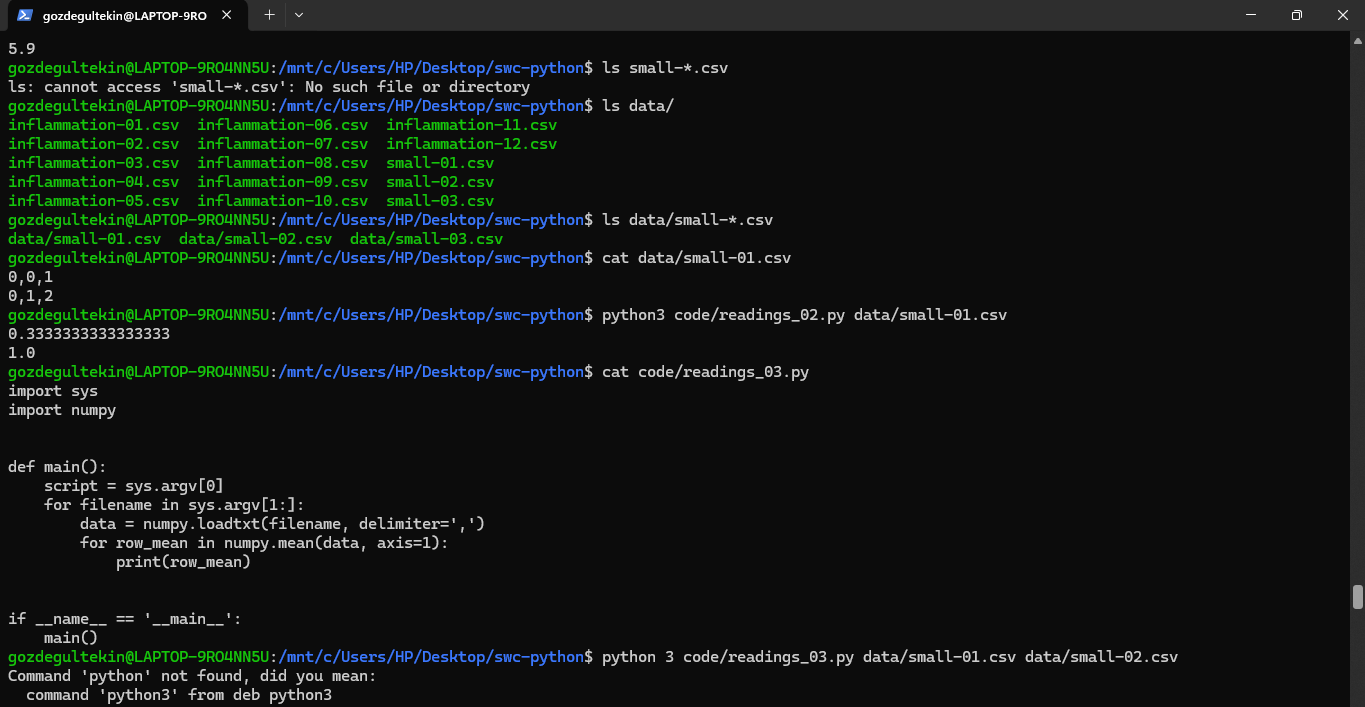 gozdegultekin@LAPTOP-9RO
5.9
gozdegultekin@LAPTOP-9RO4NN5U:/mnt/c/Users/HP/Desktop/swc-python$ ls small-*.csv
ls: cannot access 'small-*.csv': No such file or directory
gozdegultekin@LAPTOP-9RO4NN5U:/mnt/c/Users/HP/Desktop/swc-python$ ls data/
inflammation-01.csv  inflammation-06.csv  inflammation-11.csv
inflammation-02.csv  inflammation-07.csv  inflammation-12.csv
inflammation-03.csv  inflammation-08.csv  small-01.csv
inflammation-04.csv  inflammation-09.csv  small-02.csv
inflammation-05.csv  inflammation-10.csv  small-03.csv
gozdegultekin@LAPTOP-9RO4NN5U:/mnt/c/Users/HP/Desktop/swc-python$ ls data/small-*.csv
data/small-01.csv  data/small-02.csv  data/small-03.csv
gozdegultekin@LAPTOP-9RO4NN5U:/mnt/c/Users/HP/Desktop/swc-python$ cat data/small-01.csv
0,0,1
0,1,2
gozdegultekin@LAPTOP-9RO4NN5U:/mnt/c/Users/HP/Desktop/swc-python$ python3 code/readings_02.py data/small-01.csv
0.3333333333333333
1.0
gozdegultekin@LAPTOP-9RO4NN5U:/mnt/c/Users/HP/Desktop/swc-python$ cat code/readings_03.py
import sys
import numpy
def main():
    script = sys.argv[0]
    for filename in sys.argv[1:]:
        data = numpy.loadtxt(filename, delimiter=',')
        for row_mean in numpy.mean(data, axis=1):
            print(row_mean)
if __name__ == '__main__':
    main()
gozdegultekin@LAPTOP-9RO4NN5U:/mnt/c/Users/HP/Desktop/swc-python$ python 3 code/readings_03.py data/small-01.csv data/small-02.csv
Command 'python' not found, did you mean:
  command 'python3' from deb python3